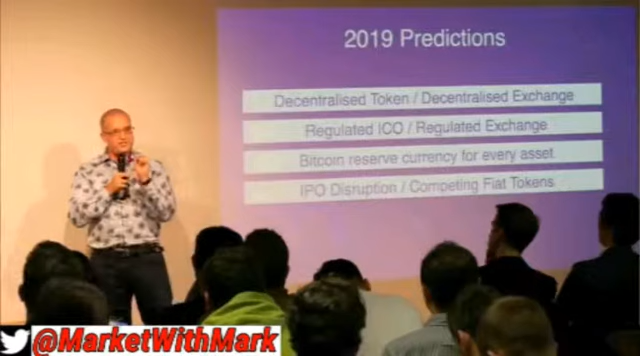 2019 Predictions
Decentralised Token / Decentralised Exchange
Regulated ICO / Regulated Exchange
Bitcoin reserve currency for every asset
IPO Disruption / Competing Fiat Tokens
@MarketWithMark